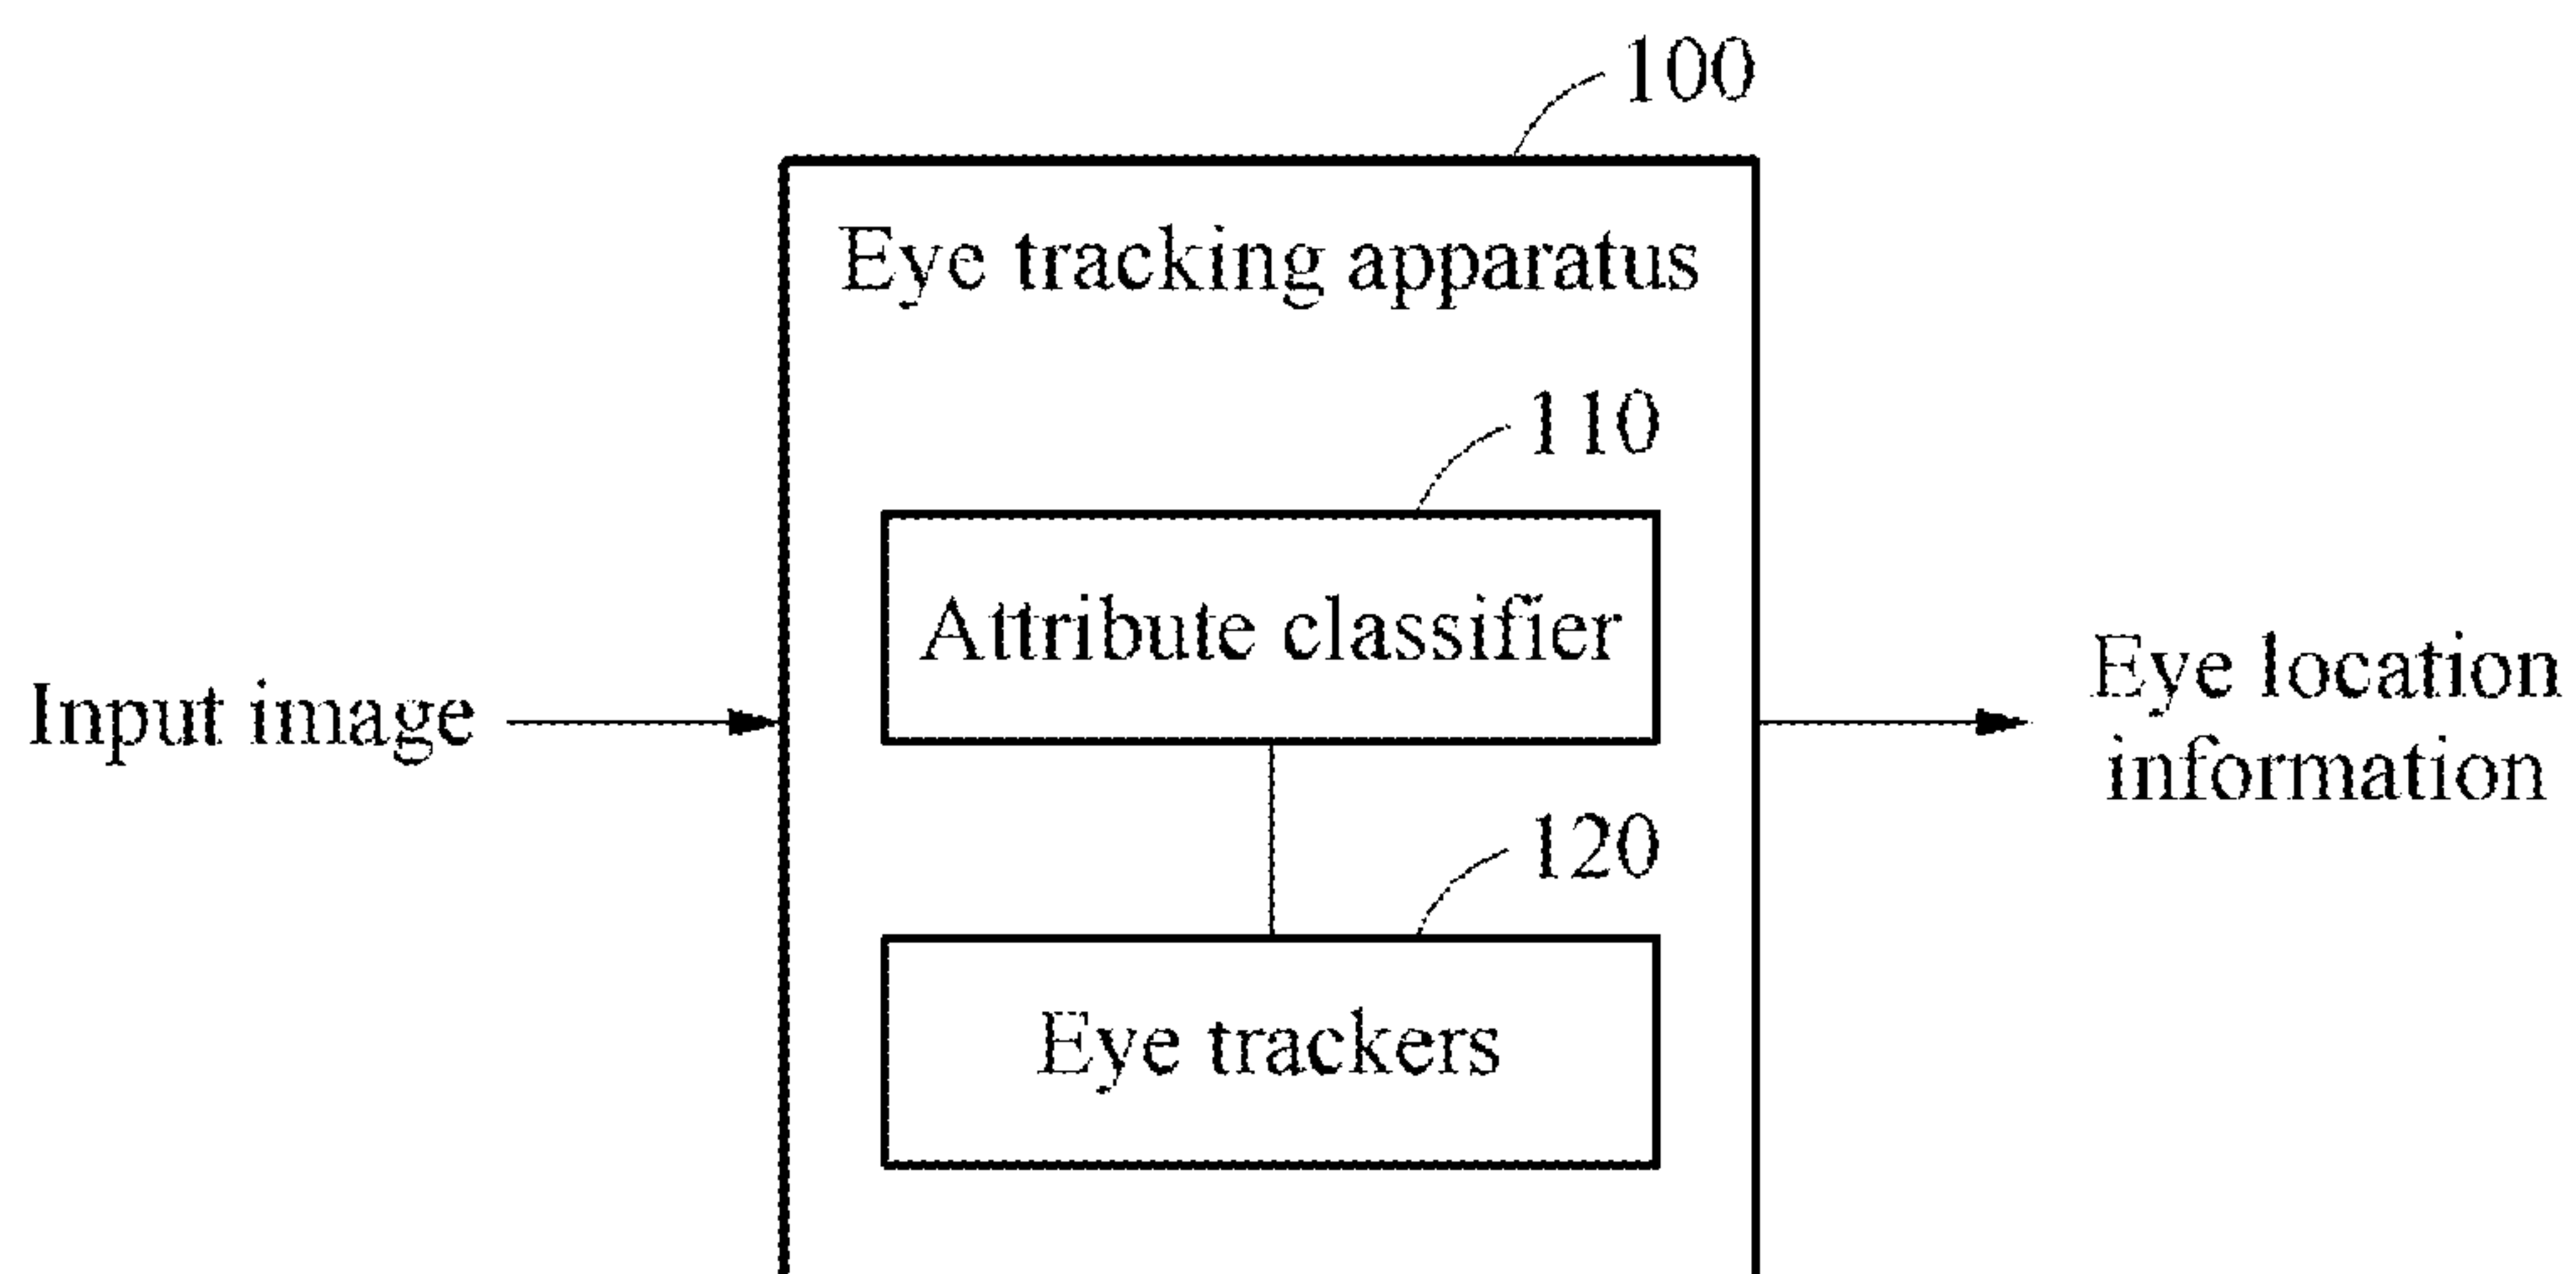 100
Eye tracking apparatus
110
Attribute classifier
Input image
Eye location
information
120
Eye trackers